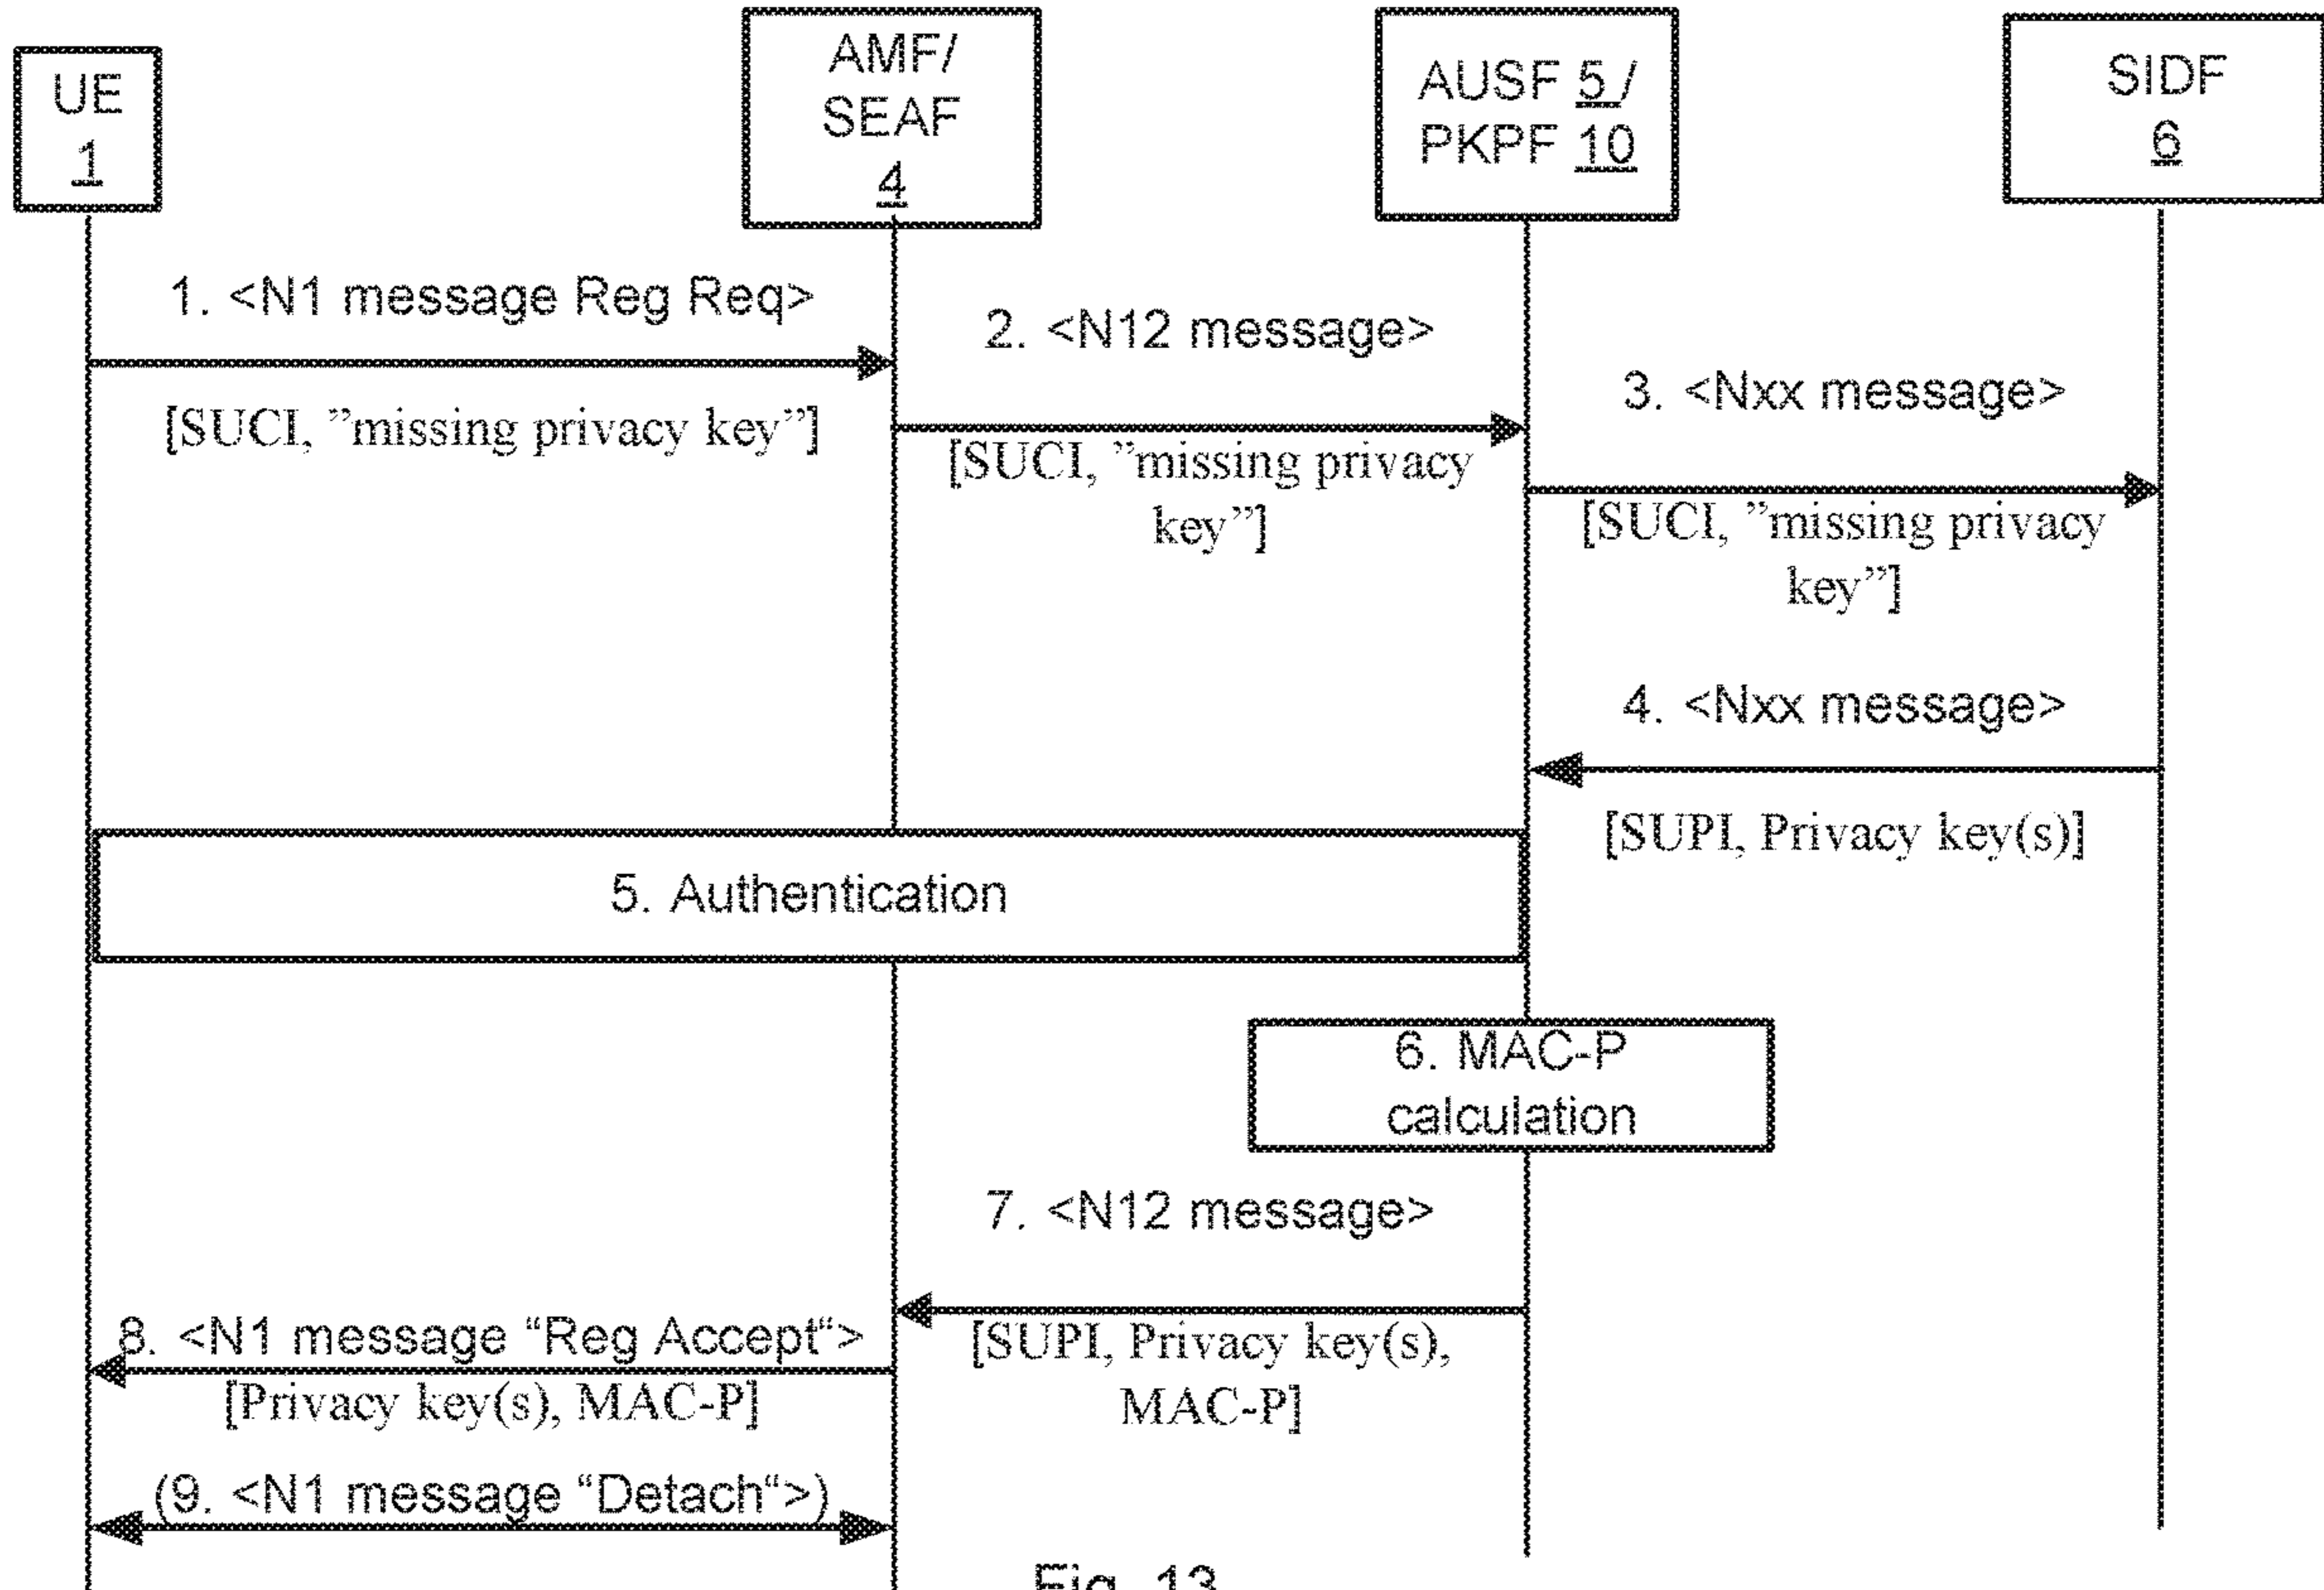 UE
1
AMF/
SEAF
4
AUSF 5 /
PKPF 10
SIDF
6
1. <N1 message Reg Req>
[SUCI, ”missing privacy key”]
2. <N12 message>
[SUCI, ”missing privacy
key”]
3. <Nxx message>
[SUCI, ”missing privacy
key”]
4. <Nxx message>
[SUPI, Privacy key(s)]
5. Authentication
6. MAC-P
calculation
7. <N12 message>
[SUPI, Privacy key(s),
MAC-P]
8. <N1 message “Reg Accept“>
[Privacy key(s), MAC-P]
(9. <N1 message “Detach“>)
Fig. 13